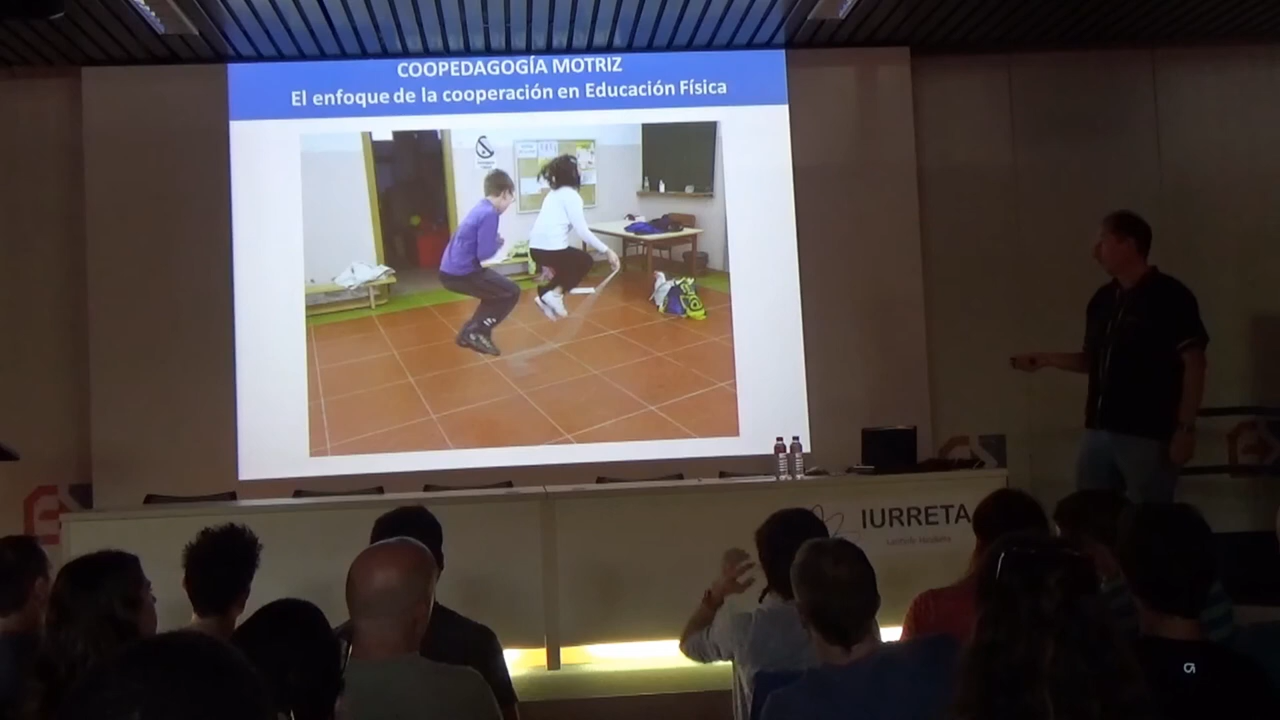 COOPEDAGOGÍA MOTRIZ
El enfoque de la cooperación en Educación Física
IURRETA